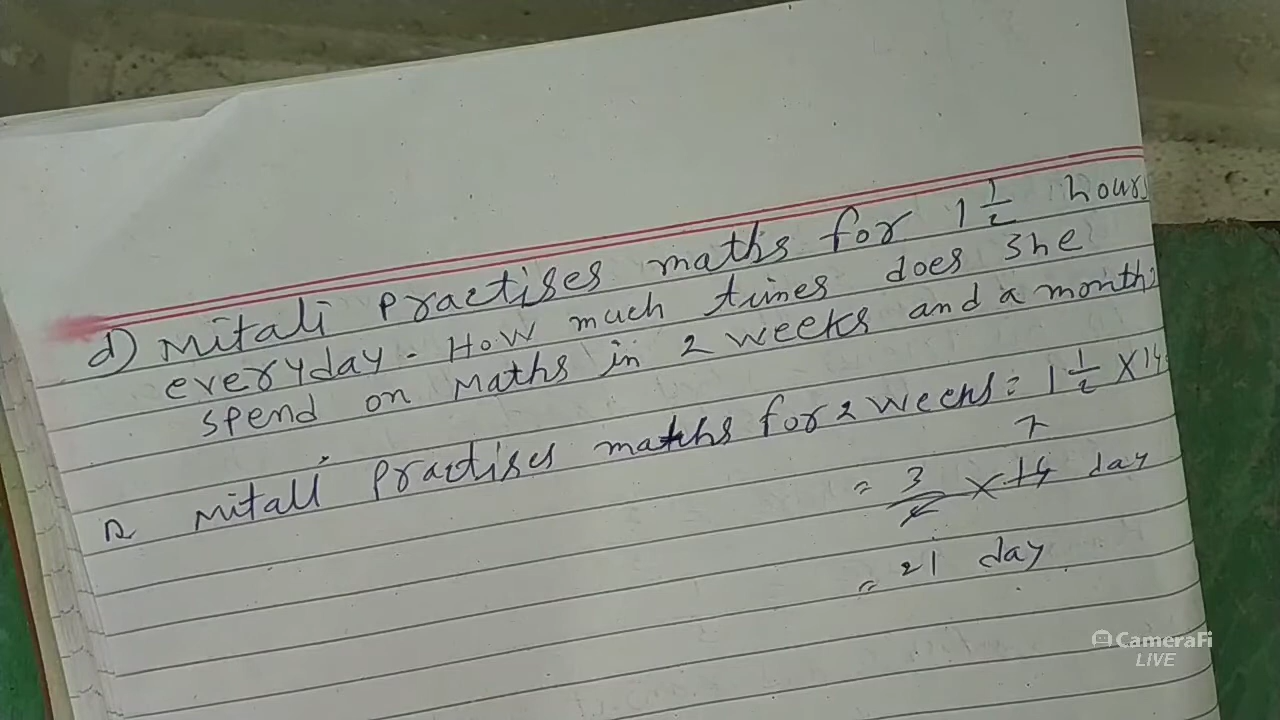 d) Mitali practises maths for 1 1/2 hours
everyday. How much times does she
spend on Maths in 2 weeks and a month?
Mitali practises maths for 2 weeks = 1 1/2 × 14
7
= 3/2 × 14 day
= 21 day
CameraFi
LIVE